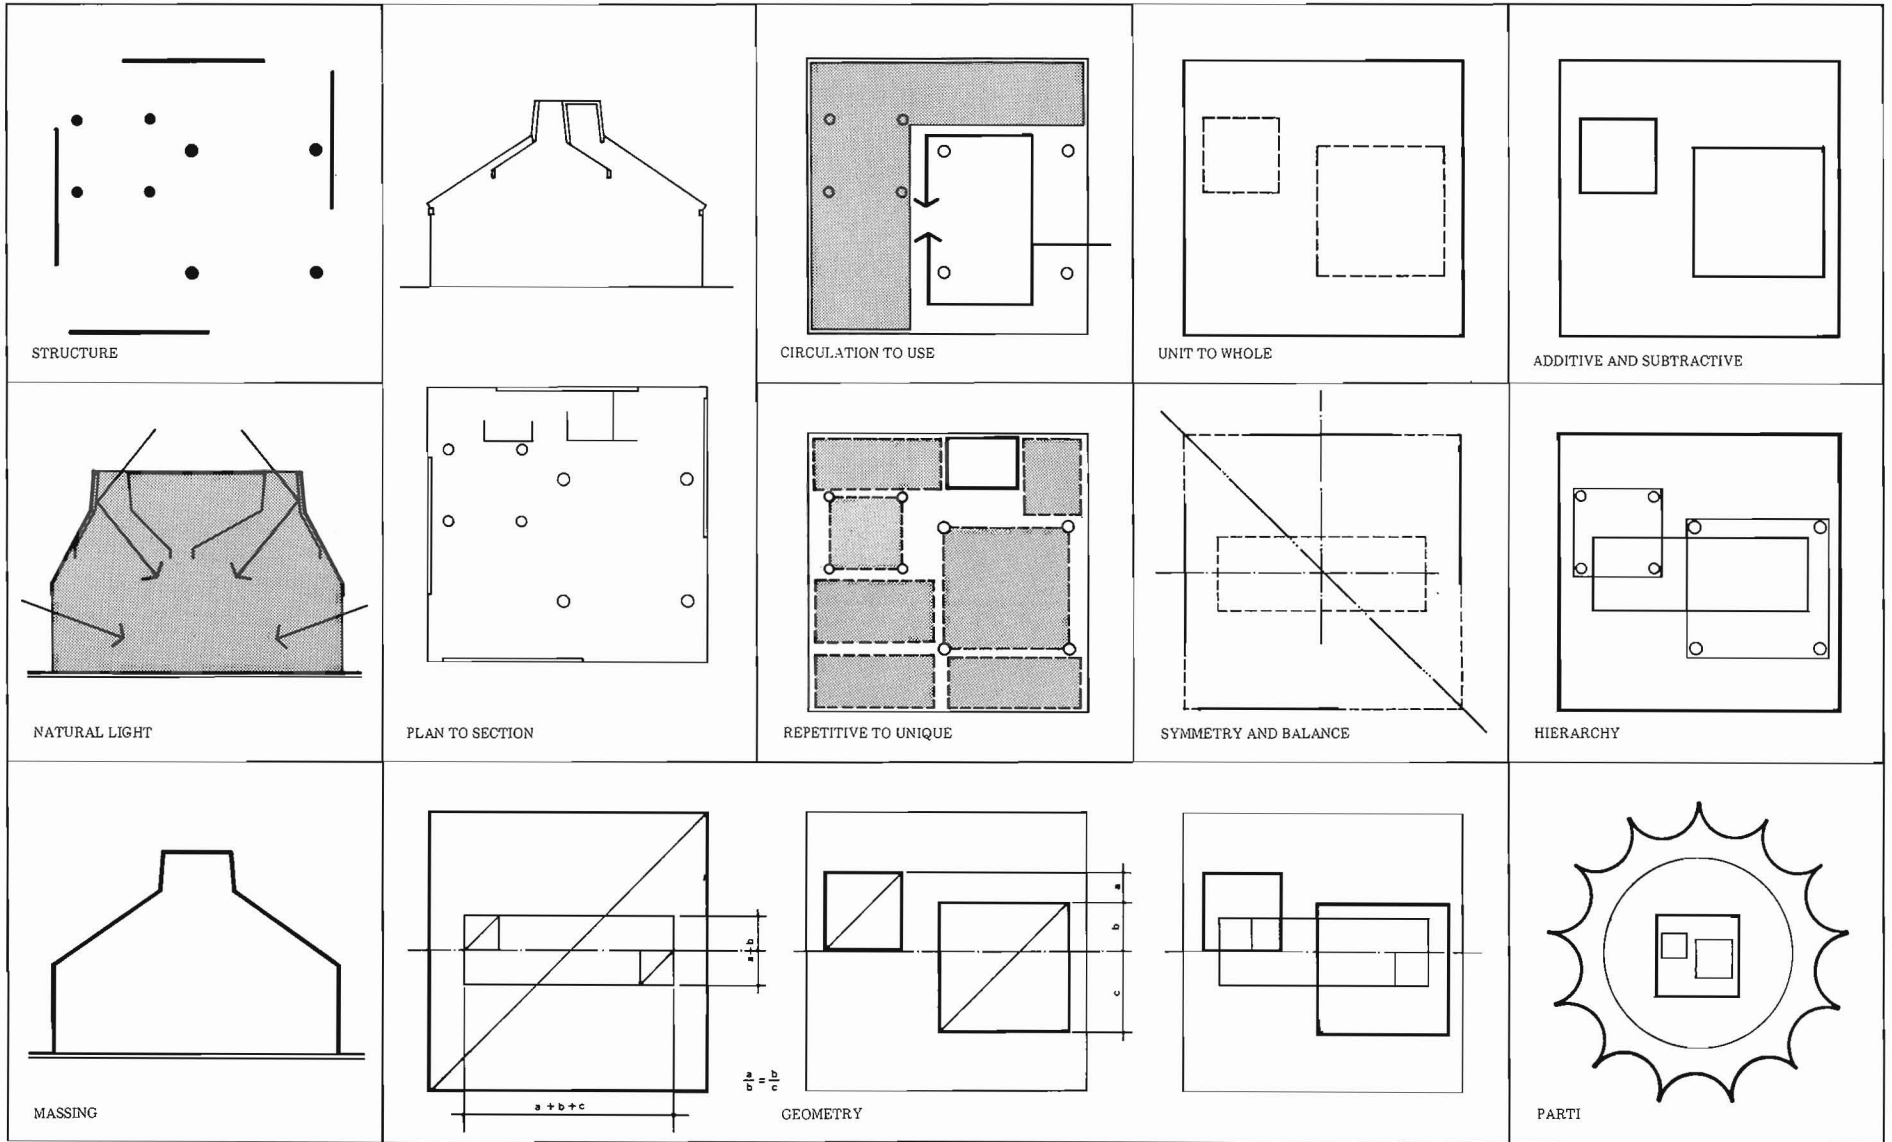 STRUCTURE
CIRCULATION TO USE
UNIT TO WHOLE
ADDITIVE AND SUBTRACTIVE
NATURAL LIGHT
PLAN TO SECTION
REPETITIVE TO UNIQUE
SYMMETRY AND BALANCE
HIERARCHY
MASSING
a+b
a+b+c
a/b = b/c
a
b
c
GEOMETRY
PARTI